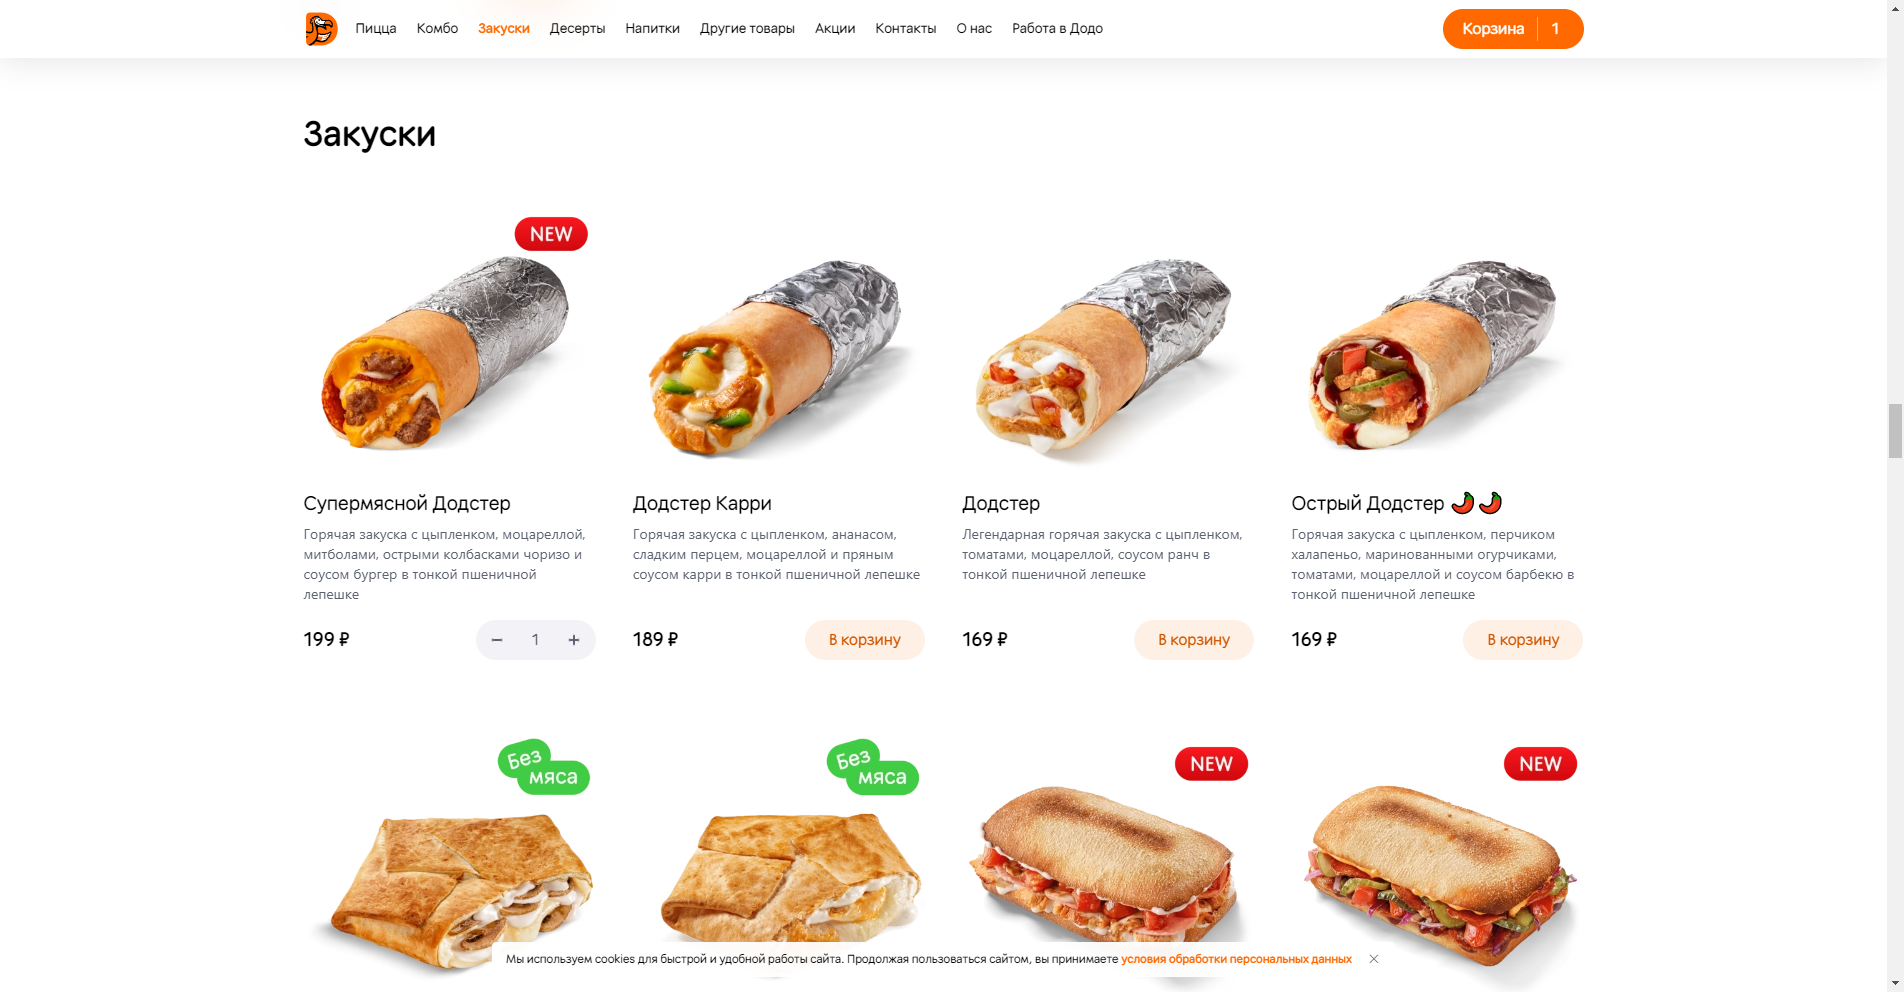 Пицца Комбо Закуски Десерты Напитки Другие товары Акции Контакты О нас Работа в Додо Корзина 1
Закуски
NEW
Супермясной Додстер
Горячая закуска с цыпленком, моцареллой,
митболами, острыми колбасками чоризо и
соусом бургер в тонкой пшеничной
лепешке
199 ₽ − 1 +
Додстер Карри
Горячая закуска с цыпленком, ананасом,
сладким перцем, моцареллой и пряным
соусом карри в тонкой пшеничной лепешке
189 ₽ В корзину
Додстер
Легендарная горячая закуска с цыпленком,
томатами, моцареллой, соусом ранч в
тонкой пшеничной лепешке
169 ₽ В корзину
Острый Додстер 🌶️🌶️
Горячая закуска с цыпленком, перчиком
халапеньо, маринованными огурчиками,
томатами, моцареллой и соусом барбекю в
тонкой пшеничной лепешке
169 ₽ В корзину
Без
мяса
Без
мяса
NEW
NEW
Мы используем cookies для быстрой и удобной работы сайта. Продолжая пользоваться сайтом, вы принимаете условия обработки персональных данных